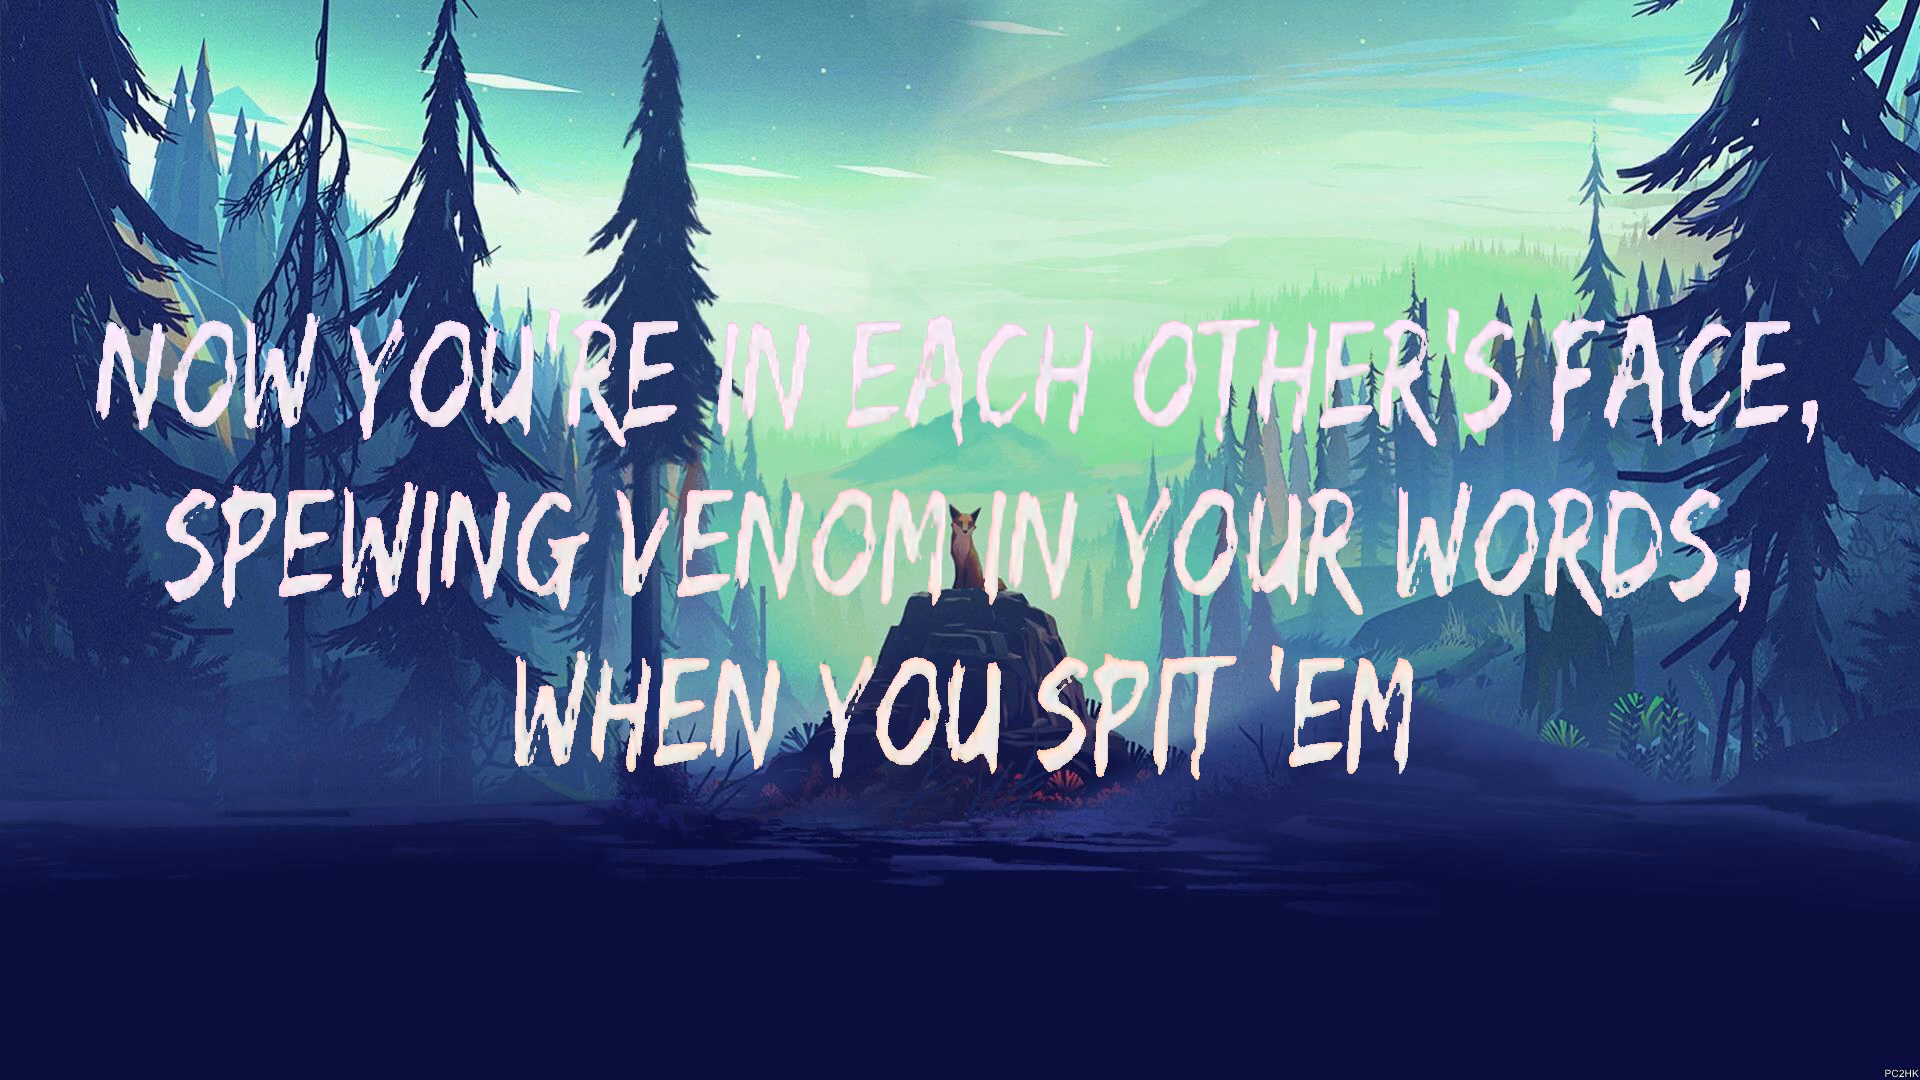 NOW YOU'RE IN EACH OTHER'S FACE,
SPEWING VENOM IN YOUR WORDS,
WHEN YOU SPIT 'EM
PC2HK